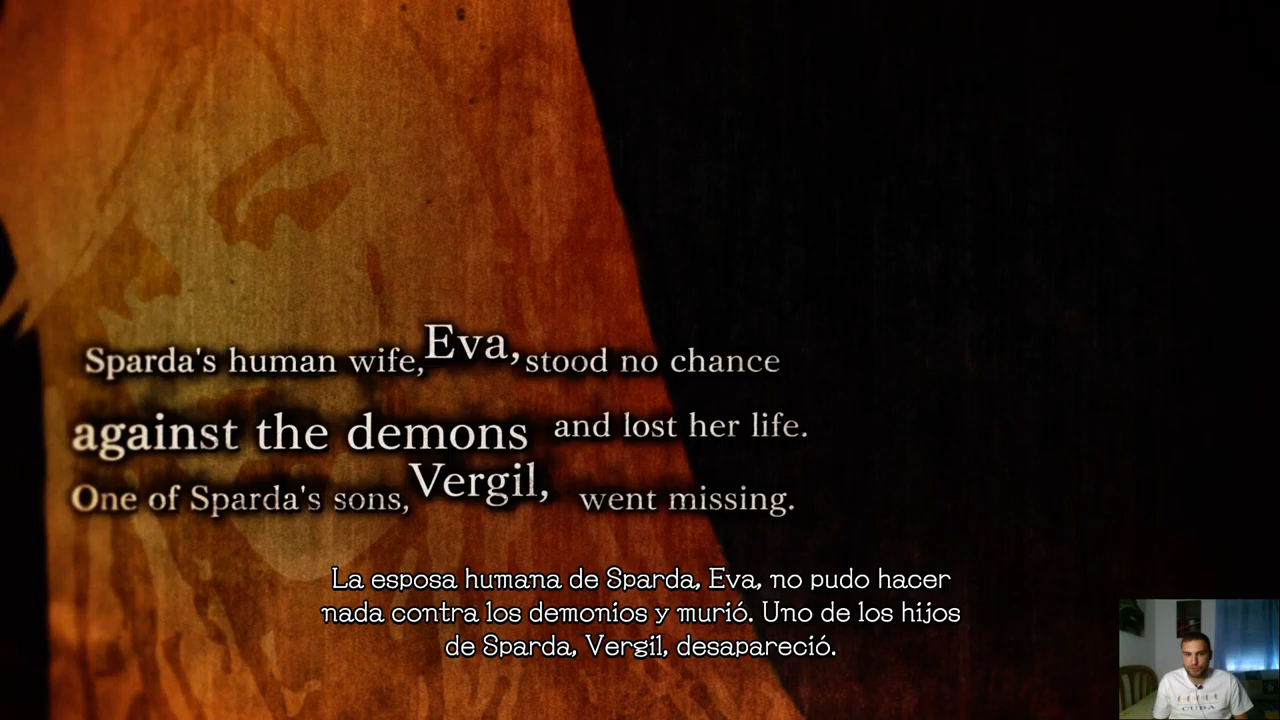 Sparda's human wife, Eva, stood no chance
against the demons and lost her life.
One of Sparda's sons, Vergil, went missing.
La esposa humana de Sparda, Eva, no pudo hacer
nada contra los demonios y murió. Uno de los hijos
de Sparda, Vergil, desapareció.
CUBA